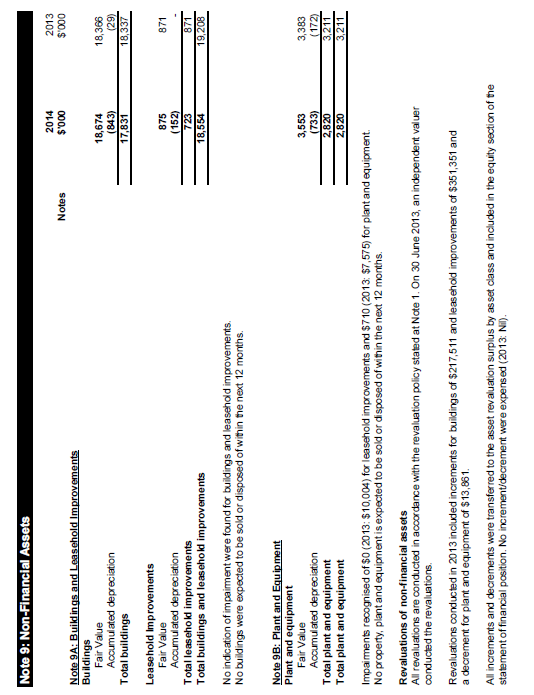 Note 9: Non-Financial Assets
2014 2013
Notes $'000 $'000
Note 9A: Buildings and Leasehold Improvements
Buildings
Fair Value 18,674 18,366
Accumulated depreciation (843) (29)
Total buildings 17,831 18,337
Leasehold Improvements
Fair Value 875 871
Accumulated depreciation (152) -
Total leasehold improvements 723 871
Total buildings and leasehold improvements 18,554 19,208
No indication of impairment were found for buildings and leasehold improvements.
No buildings were expected to be sold or disposed of within the next 12 months.
Note 9B: Plant and Equipment
Plant and equipment
Fair Value 3,553 3,383
Accumulated depreciation (733) (172)
Total plant and equipment 2,820 3,211
Total plant and equipment 2,820 3,211
Impairments recognised of $0 (2013: $10,004) for leasehold improvements and $710 (2013: $7,575) for plant and equipment.
No property, plant and equipment is expected to be sold or disposed of within the next 12 months.
Revaluations of non-financial assets
All revaluations are conducted in accordance with the revaluation policy stated at Note 1. On 30 June 2013, an independent valuer
conducted the revaluations.
Revaluations conducted in 2013 included increments for buildings of $217,511 and leasehold improvements of $351,351 and
a decrement for plant and equipment of $13,861.
All increments and decrements were transferred to the asset revaluation surplus by asset class and included in the equity section of the
statement of financial position. No increment/decrement were expensed (2013: Nil).